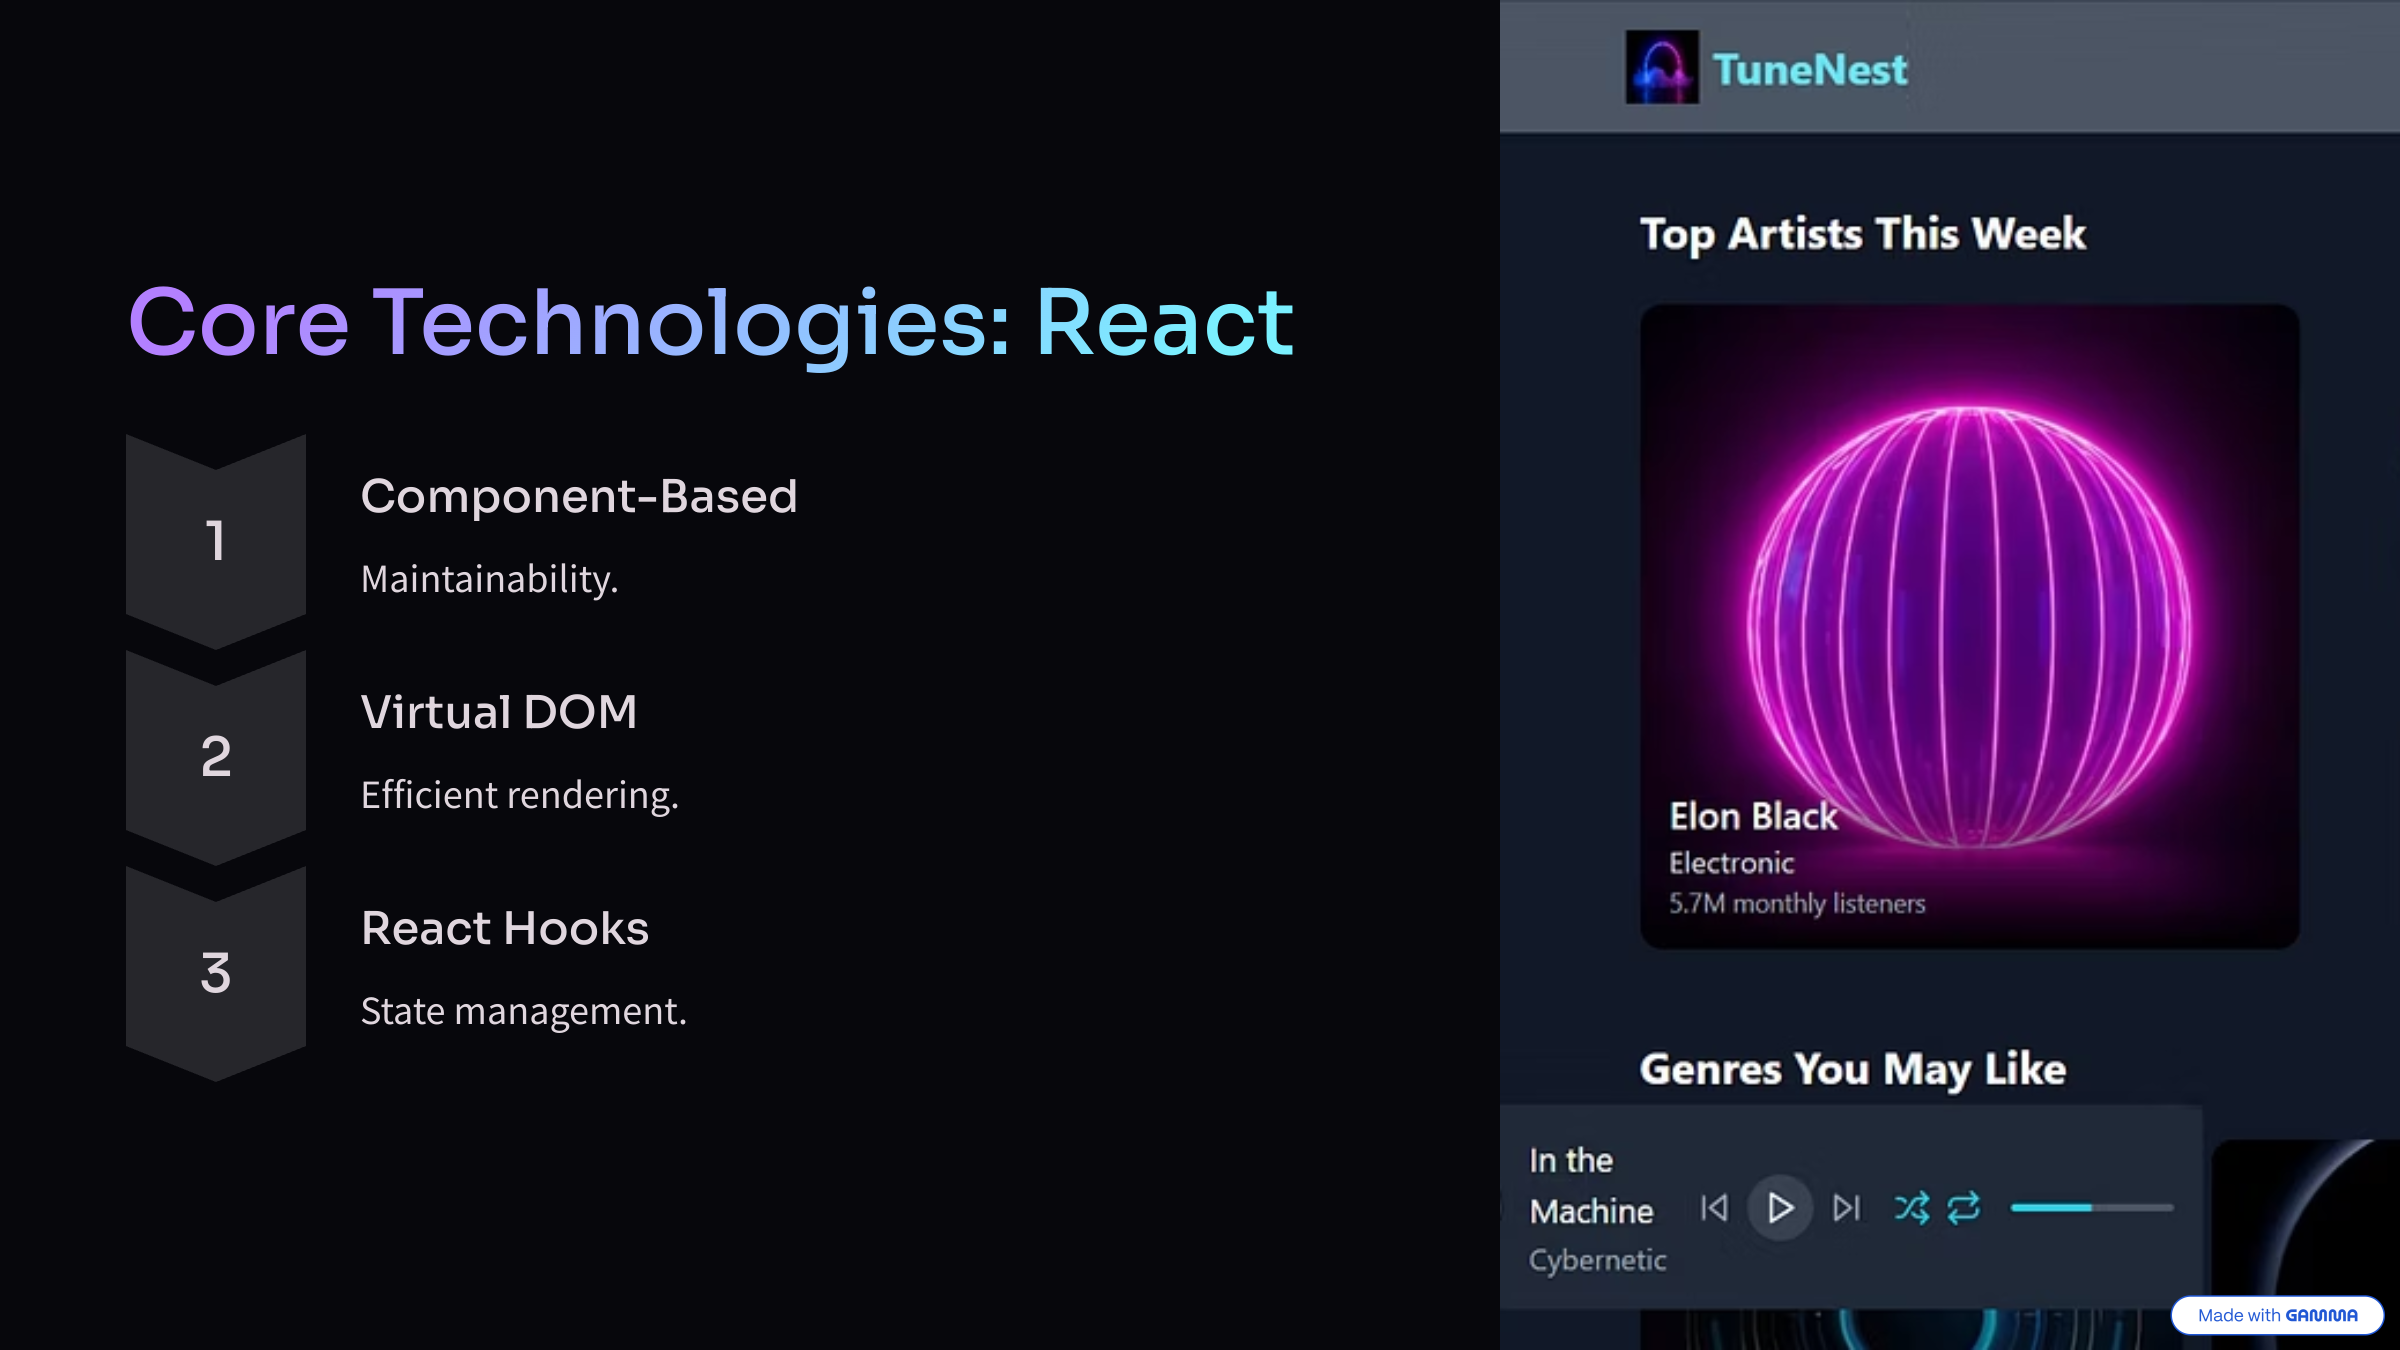 Core Technologies: React
1
Component-Based
Maintainability.
2
Virtual DOM
Efficient rendering.
3
React Hooks
State management.
TuneNest
Top Artists This Week
Elon Black
Electronic
5.7M monthly listeners
Genres You May Like
In the
Machine
Cybernetic
Made with GAMMA